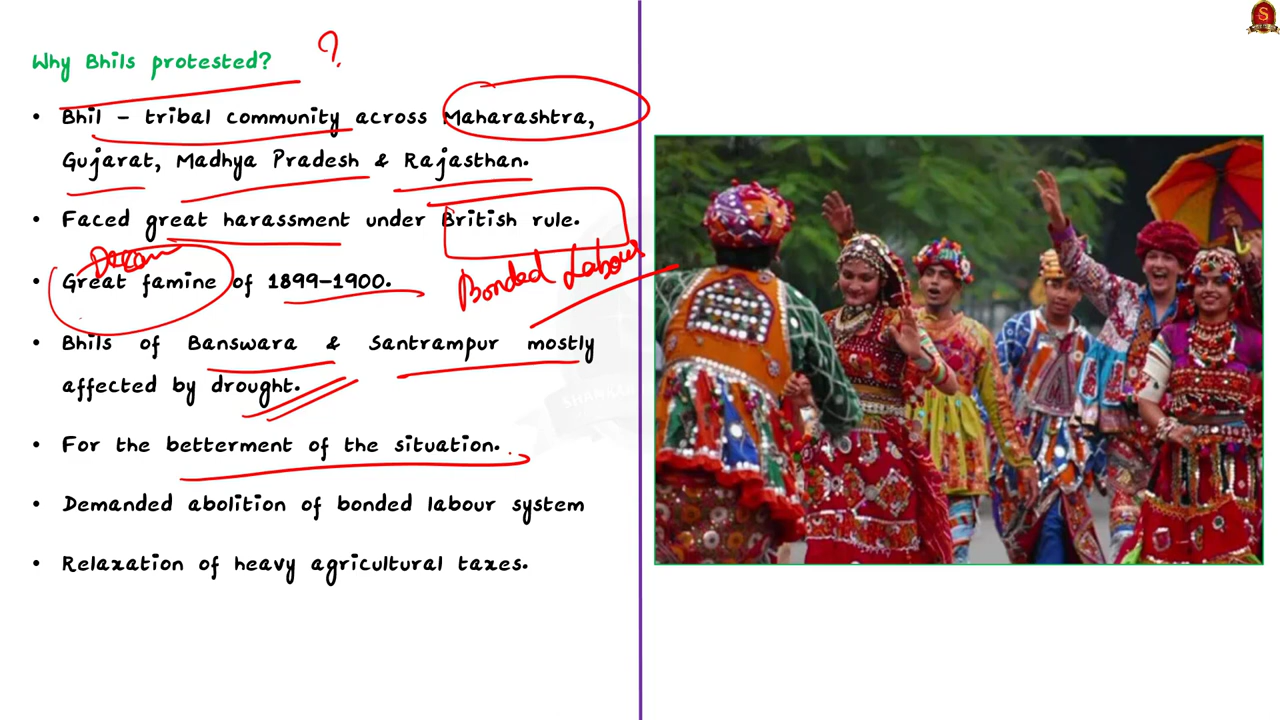 Why Bhils protested? ?
• Bhil – tribal community across Maharashtra,
Gujarat, Madhya Pradesh & Rajasthan.
• Faced great harassment under British rule.
Bonded Labour
• Great famine of 1899-1900.
• Bhils of Banswara & Santrampur mostly
affected by drought.
• For the betterment of the situation.
• Demanded abolition of bonded labour system
• Relaxation of heavy agricultural taxes.
S